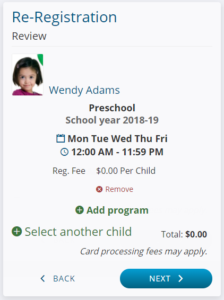 Re-Registration
Review
Wendy Adams
Preschool
School year 2018-19
Mon Tue Wed Thu Fri
12:00 AM - 11:59 PM
Reg. Fee $0.00 Per Child
Remove
Add program
Select another child Total: $0.00
Card processing fees may apply.
BACK NEXT